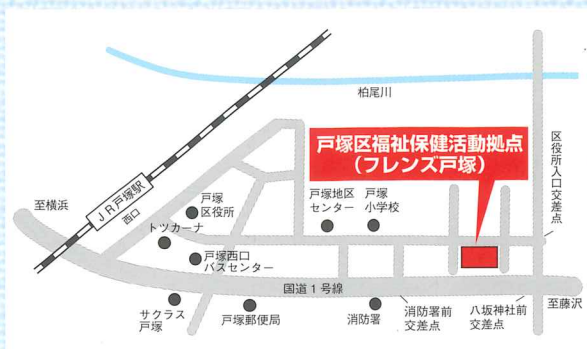 柏尾川
戸塚区福祉保健活動拠点
（フレンズ戸塚）
区役所入口
交差点
至横浜
JR戸塚駅
西口
戸塚
区役所
戸塚地区
センター
戸塚
小学校
トツカーナ
戸塚西口
バスセンター
国道1号線
サクラス
戸塚
戸塚郵便局
消防署
消防署前
交差点
八坂神社前
交差点
至藤沢